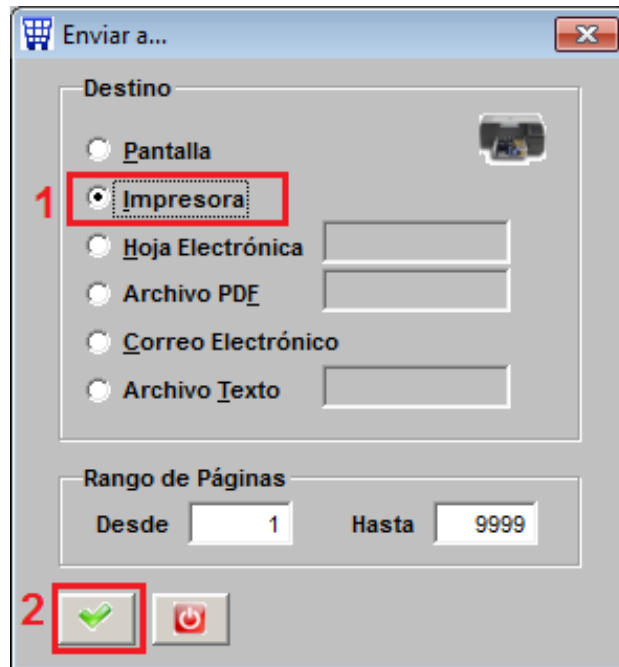 Enviar a...
Destino
Pantalla
1 Impresora
Hoja Electrónica
Archivo PDF
Correo Electrónico
Archivo Texto
Rango de Páginas
Desde 1 Hasta 9999
2